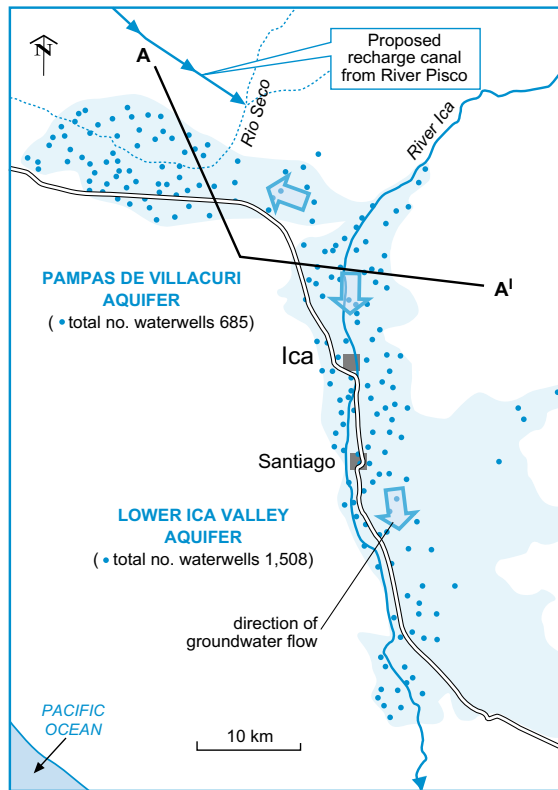 N
A
Proposed
recharge canal
from River Pisco
Rio Seco
River Ica
PAMPAS DE VILLACURI
AQUIFER
( • total no. waterwells 685)
A^I
Ica
Santiago
LOWER ICA VALLEY
AQUIFER
( • total no. waterwells 1,508)
direction of
groundwater flow
PACIFIC
OCEAN
10 km